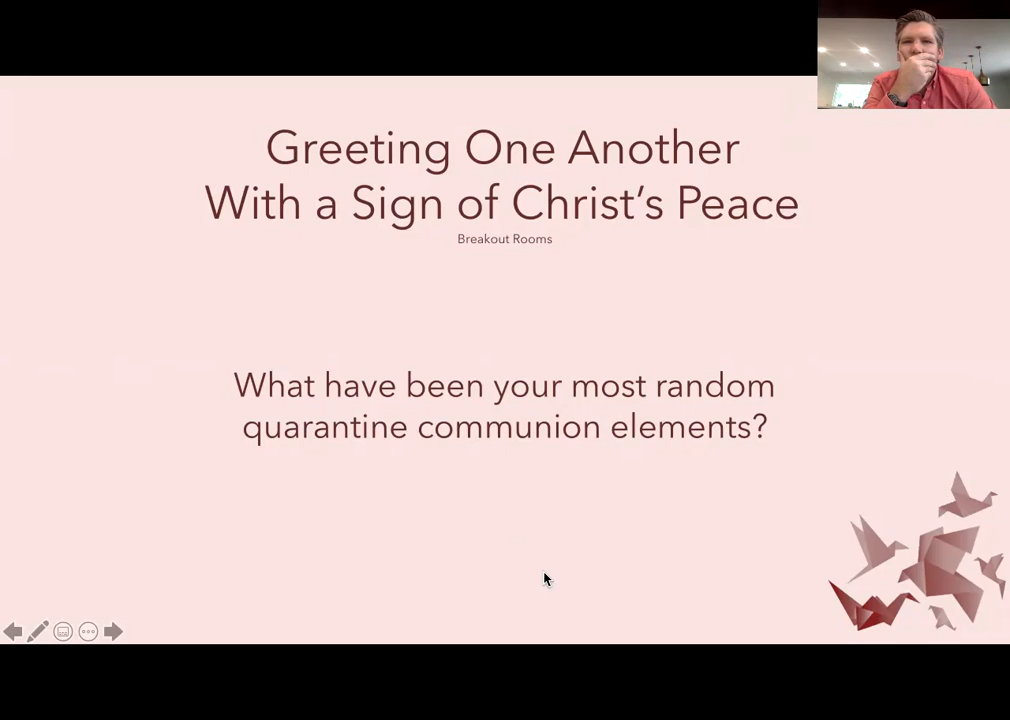 Greeting One Another
With a Sign of Christ's Peace
Breakout Rooms
What have been your most random
quarantine communion elements?